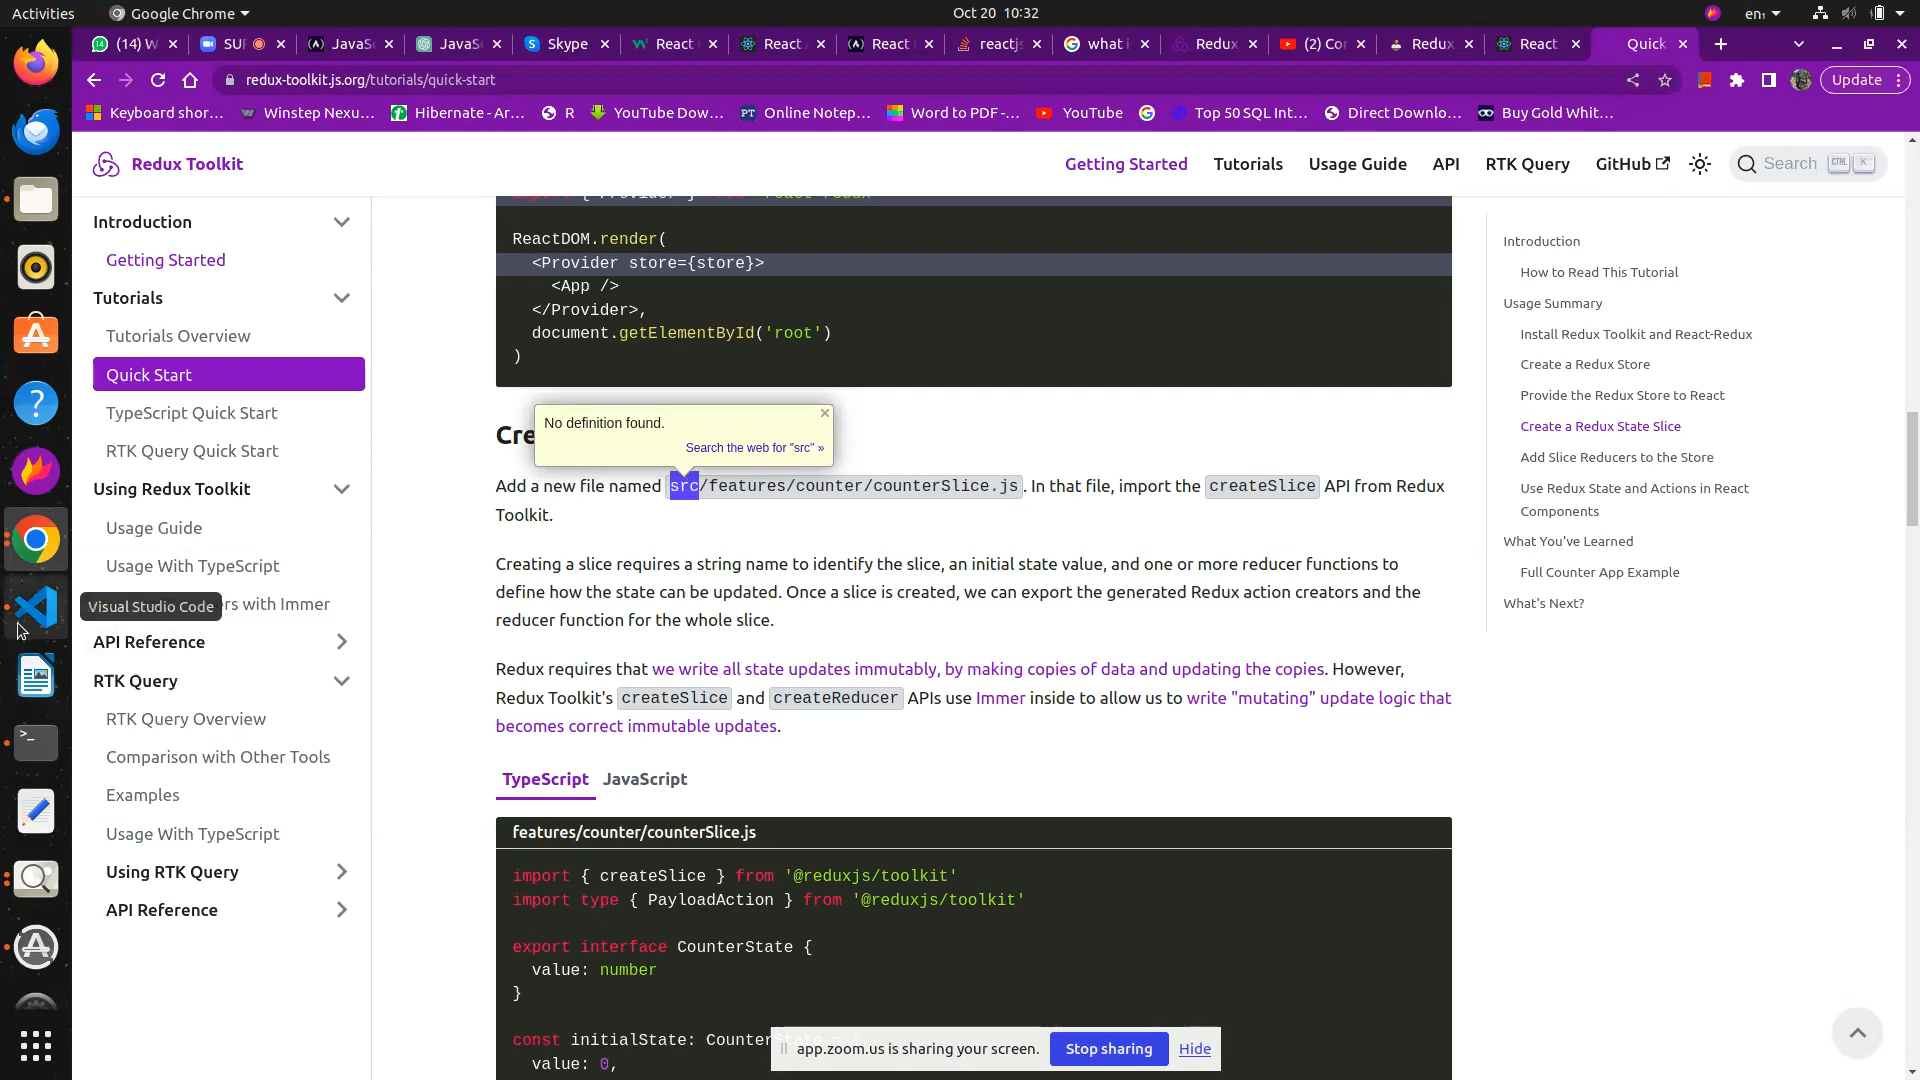 Activities
Google Chrome
Oct 20 10:32
en₁
(14) W
SUP
JavaS
JavaS
Skype
React
React
React
reactjs
what i
Redux
(2) Co
Redux
React
Quick
redux-toolkit.js.org/tutorials/quick-start
Update
Keyboard shor…
Winstep Nexu…
Hibernate - Ar…
R
YouTube Dow…
Online Notep…
Word to PDF -…
YouTube
Top 50 SQL Int…
Direct Downlo…
Buy Gold Whit…
Redux Toolkit
Getting Started
Tutorials
Usage Guide
API
RTK Query
GitHub
Search
CTRL
K
Introduction
Getting Started
Tutorials
Tutorials Overview
Quick Start
TypeScript Quick Start
RTK Query Quick Start
Using Redux Toolkit
Usage Guide
Usage With TypeScript
Visual Studio Code
rs with Immer
API Reference
RTK Query
RTK Query Overview
Comparison with Other Tools
Examples
Usage With TypeScript
Using RTK Query
API Reference
ReactDOM.render(
<Provider store={store}>
<App />
</Provider>,
document.getElementById('root')
)
No definition found.
Search the web for "src" »
Cre
Add a new file named src/features/counter/counterSlice.js. In that file, import the createSlice API from Redux
Toolkit.
Creating a slice requires a string name to identify the slice, an initial state value, and one or more reducer functions to
define how the state can be updated. Once a slice is created, we can export the generated Redux action creators and the
reducer function for the whole slice.
Redux requires that we write all state updates immutably, by making copies of data and updating the copies. However,
Redux Toolkit's createSlice and createReducer APIs use Immer inside to allow us to write "mutating" update logic that
becomes correct immutable updates.
TypeScript
JavaScript
features/counter/counterSlice.js
import { createSlice } from '@reduxjs/toolkit'
import type { PayloadAction } from '@reduxjs/toolkit'
export interface CounterState {
value: number
}
const initialState: CounterState = {
value: 0,
app.zoom.us is sharing your screen.
Stop sharing
Hide
Introduction
How to Read This Tutorial
Usage Summary
Install Redux Toolkit and React-Redux
Create a Redux Store
Provide the Redux Store to React
Create a Redux State Slice
Add Slice Reducers to the Store
Use Redux State and Actions in React
Components
What You've Learned
Full Counter App Example
What's Next?